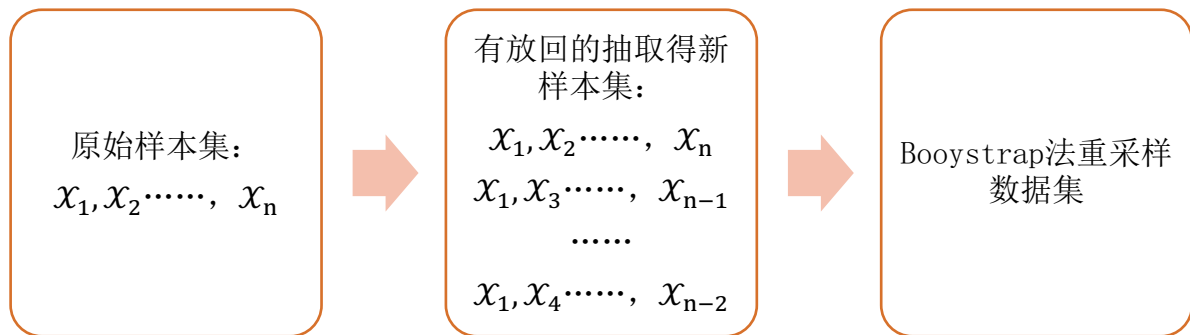 原始样本集：
𝒳₁,𝒳₂⋯⋯，𝒳ₙ
有放回的抽取得新
样本集：
𝒳₁,𝒳₂⋯⋯，𝒳ₙ
𝒳₁,𝒳₃⋯⋯，𝒳ₙ₋₁
⋯⋯
𝒳₁,𝒳₄⋯⋯，𝒳ₙ₋₂
Booystrap法重采样
数据集